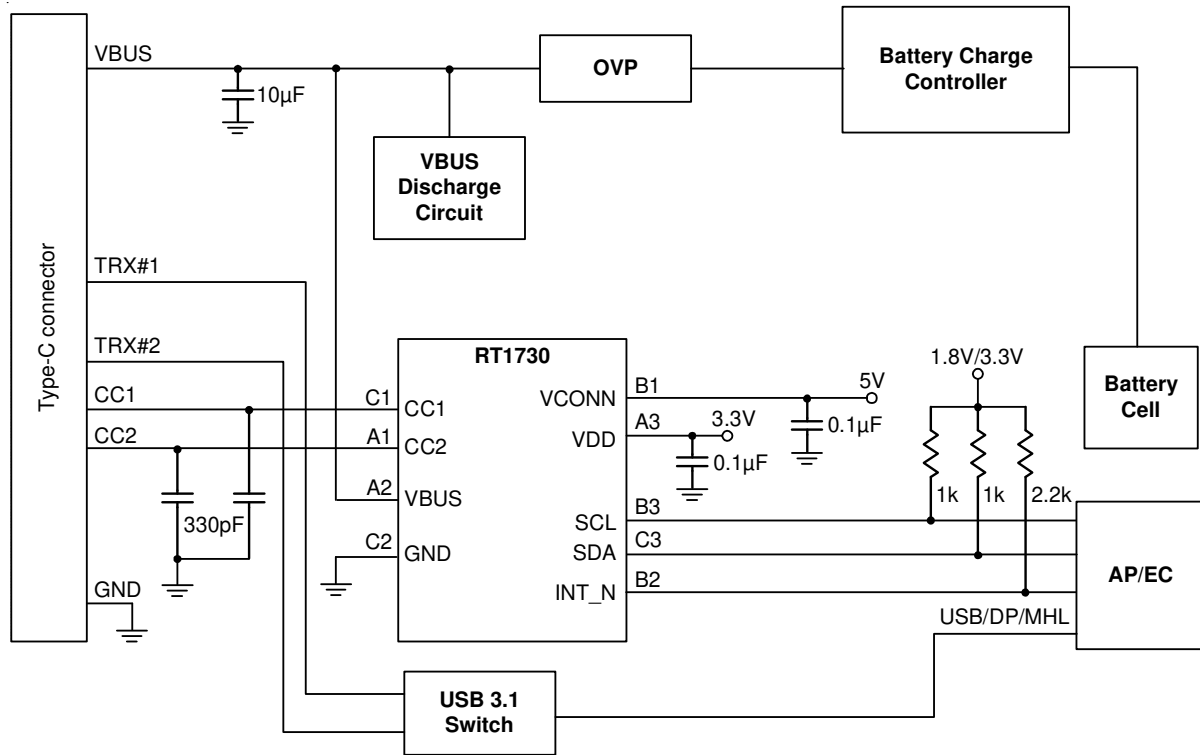 VBUS
10µF
OVP
Battery Charge
Controller
VBUS
Discharge
Circuit
Type-C connector
TRX#1
TRX#2
CC1
CC2
330pF
GND
RT1730
C1
CC1
A1
CC2
A2
VBUS
C2
GND
VCONN
B1
5V
0.1µF
VDD
A3
3.3V
0.1µF
SCL
B3
SDA
C3
INT_N
B2
1.8V/3.3V
1k
1k
2.2k
Battery
Cell
AP/EC
USB/DP/MHL
USB 3.1
Switch